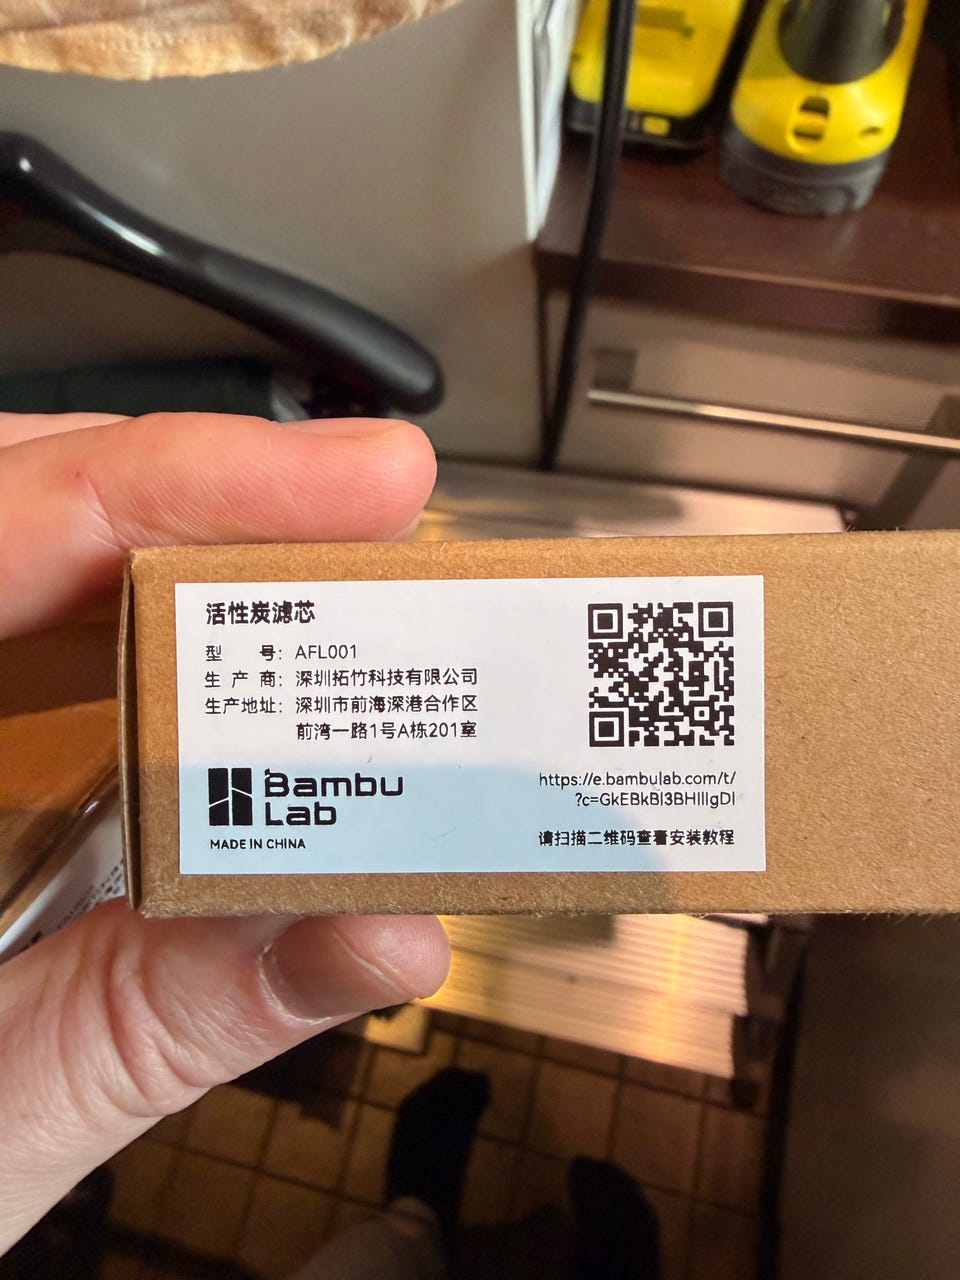 活性炭滤芯
型 号: AFL001
生 产 商: 深圳拓竹科技有限公司
生产地址: 深圳市前海深港合作区
前湾一路1号A栋201室
Bambu
Lab
MADE IN CHINA
https://e.bambulab.com/t/
?c=GkEBkBl3BHIllgDl
请扫描二维码查看安装教程